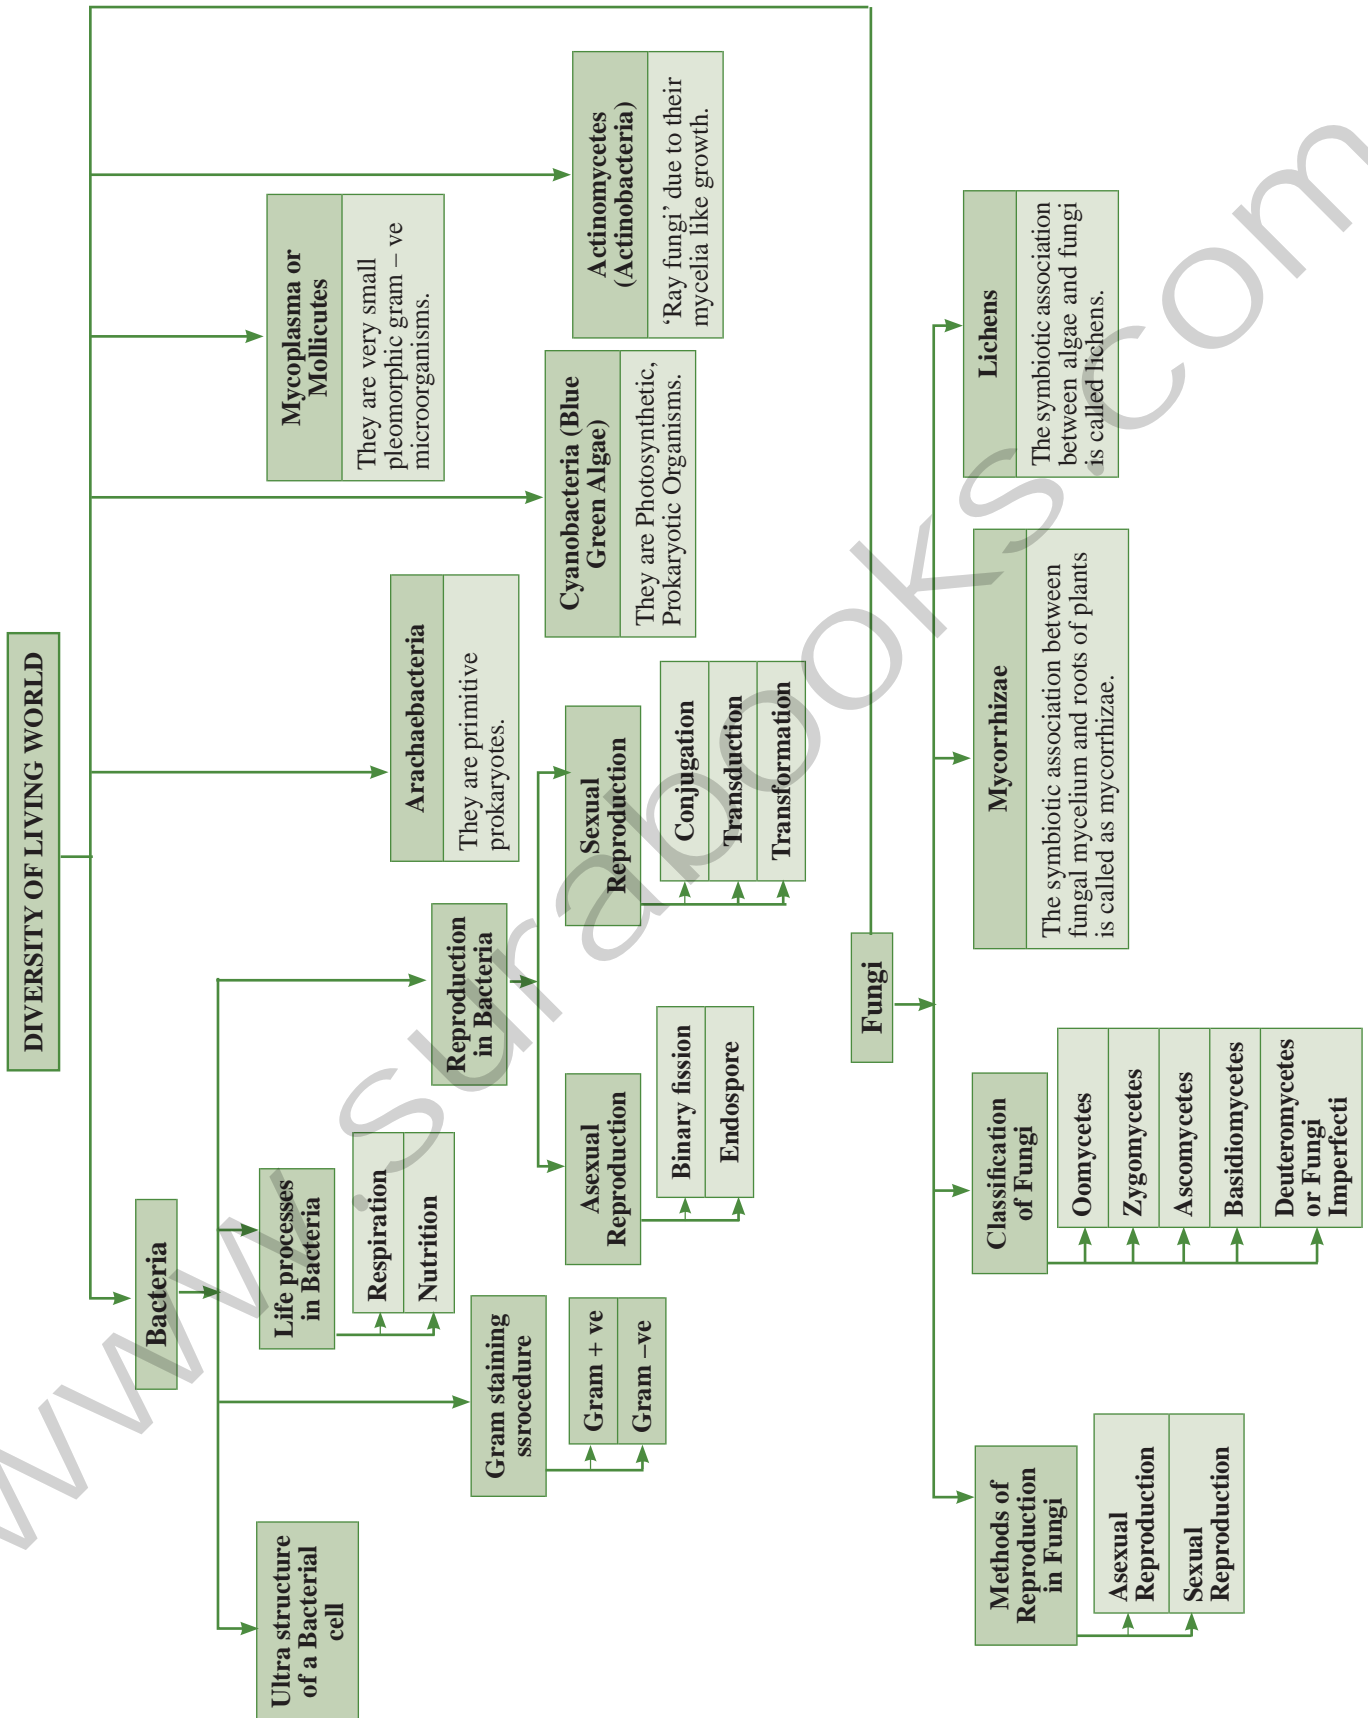 DIVERSITY OF LIVING WORLD
Bacteria
Ultra structure
of a Bacterial
cell
Gram staining
ssrocedure
Gram + ve
Gram –ve
Life processes
in Bacteria
Respiration
Nutrition
Reproduction
in Bacteria
Asexual
Reproduction
Binary fission
Endospore
Sexual
Reproduction
Conjugation
Transduction
Transformation
Arachaebacteria
They are primitive
prokaryotes.
Cyanobacteria (Blue
Green Algae)
They are Photosynthetic,
Prokaryotic Organisms.
Mycoplasma or
Mollicutes
They are very small
pleomorphic gram – ve
microorganisms.
Actinomycetes
(Actinobacteria)
‘Ray fungi’ due to their
mycelia like growth.
Fungi
Methods of
Reproduction
in Fungi
Asexual
Reproduction
Sexual
Reproduction
Classification
of Fungi
Oomycetes
Zygomycetes
Ascomycetes
Basidiomycetes
Deuteromycetes
or Fungi
Imperfecti
Mycorrhizae
The symbiotic association between
fungal mycelium and roots of plants
is called as mycorrhizae.
Lichens
The symbiotic association
between algae and fungi
is called lichens.
www.surabooks.com